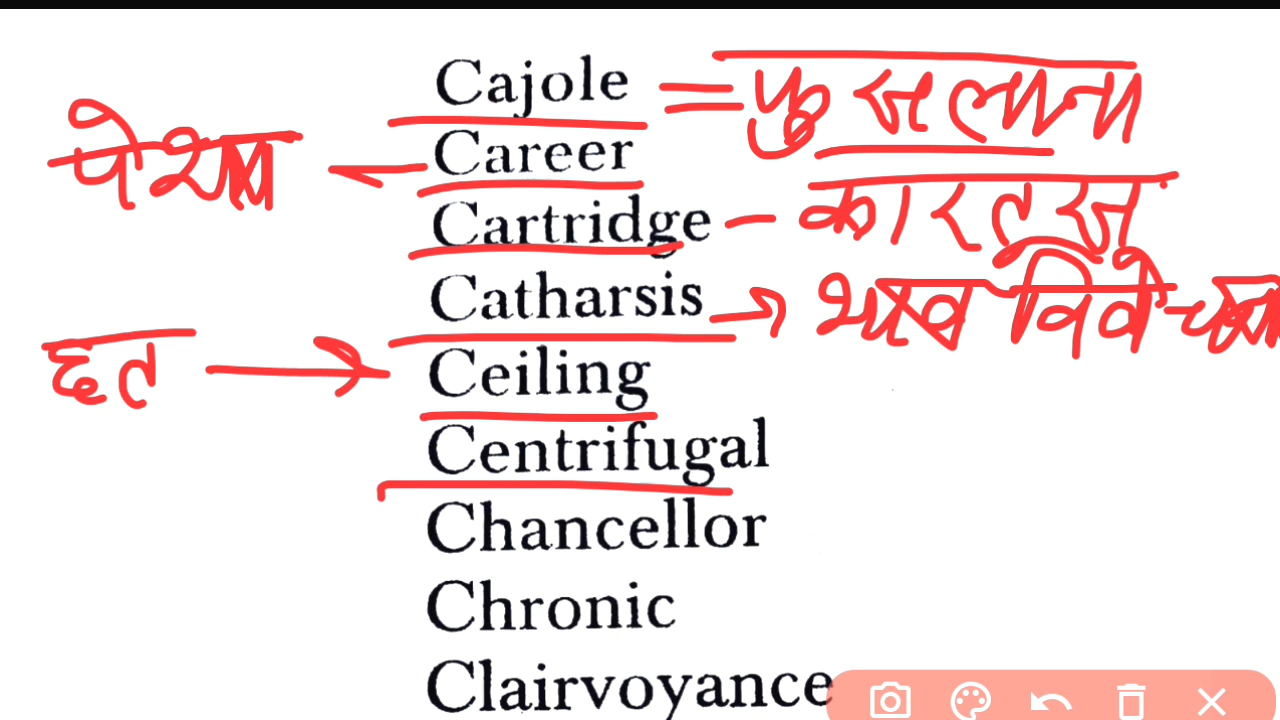 Cajole = फुसलाना
पेशा - Career
Cartridge - कारतूस
Catharsis → भाव विवेचन
छत → Ceiling
Centrifugal
Chancellor
Chronic
Clairvoyance